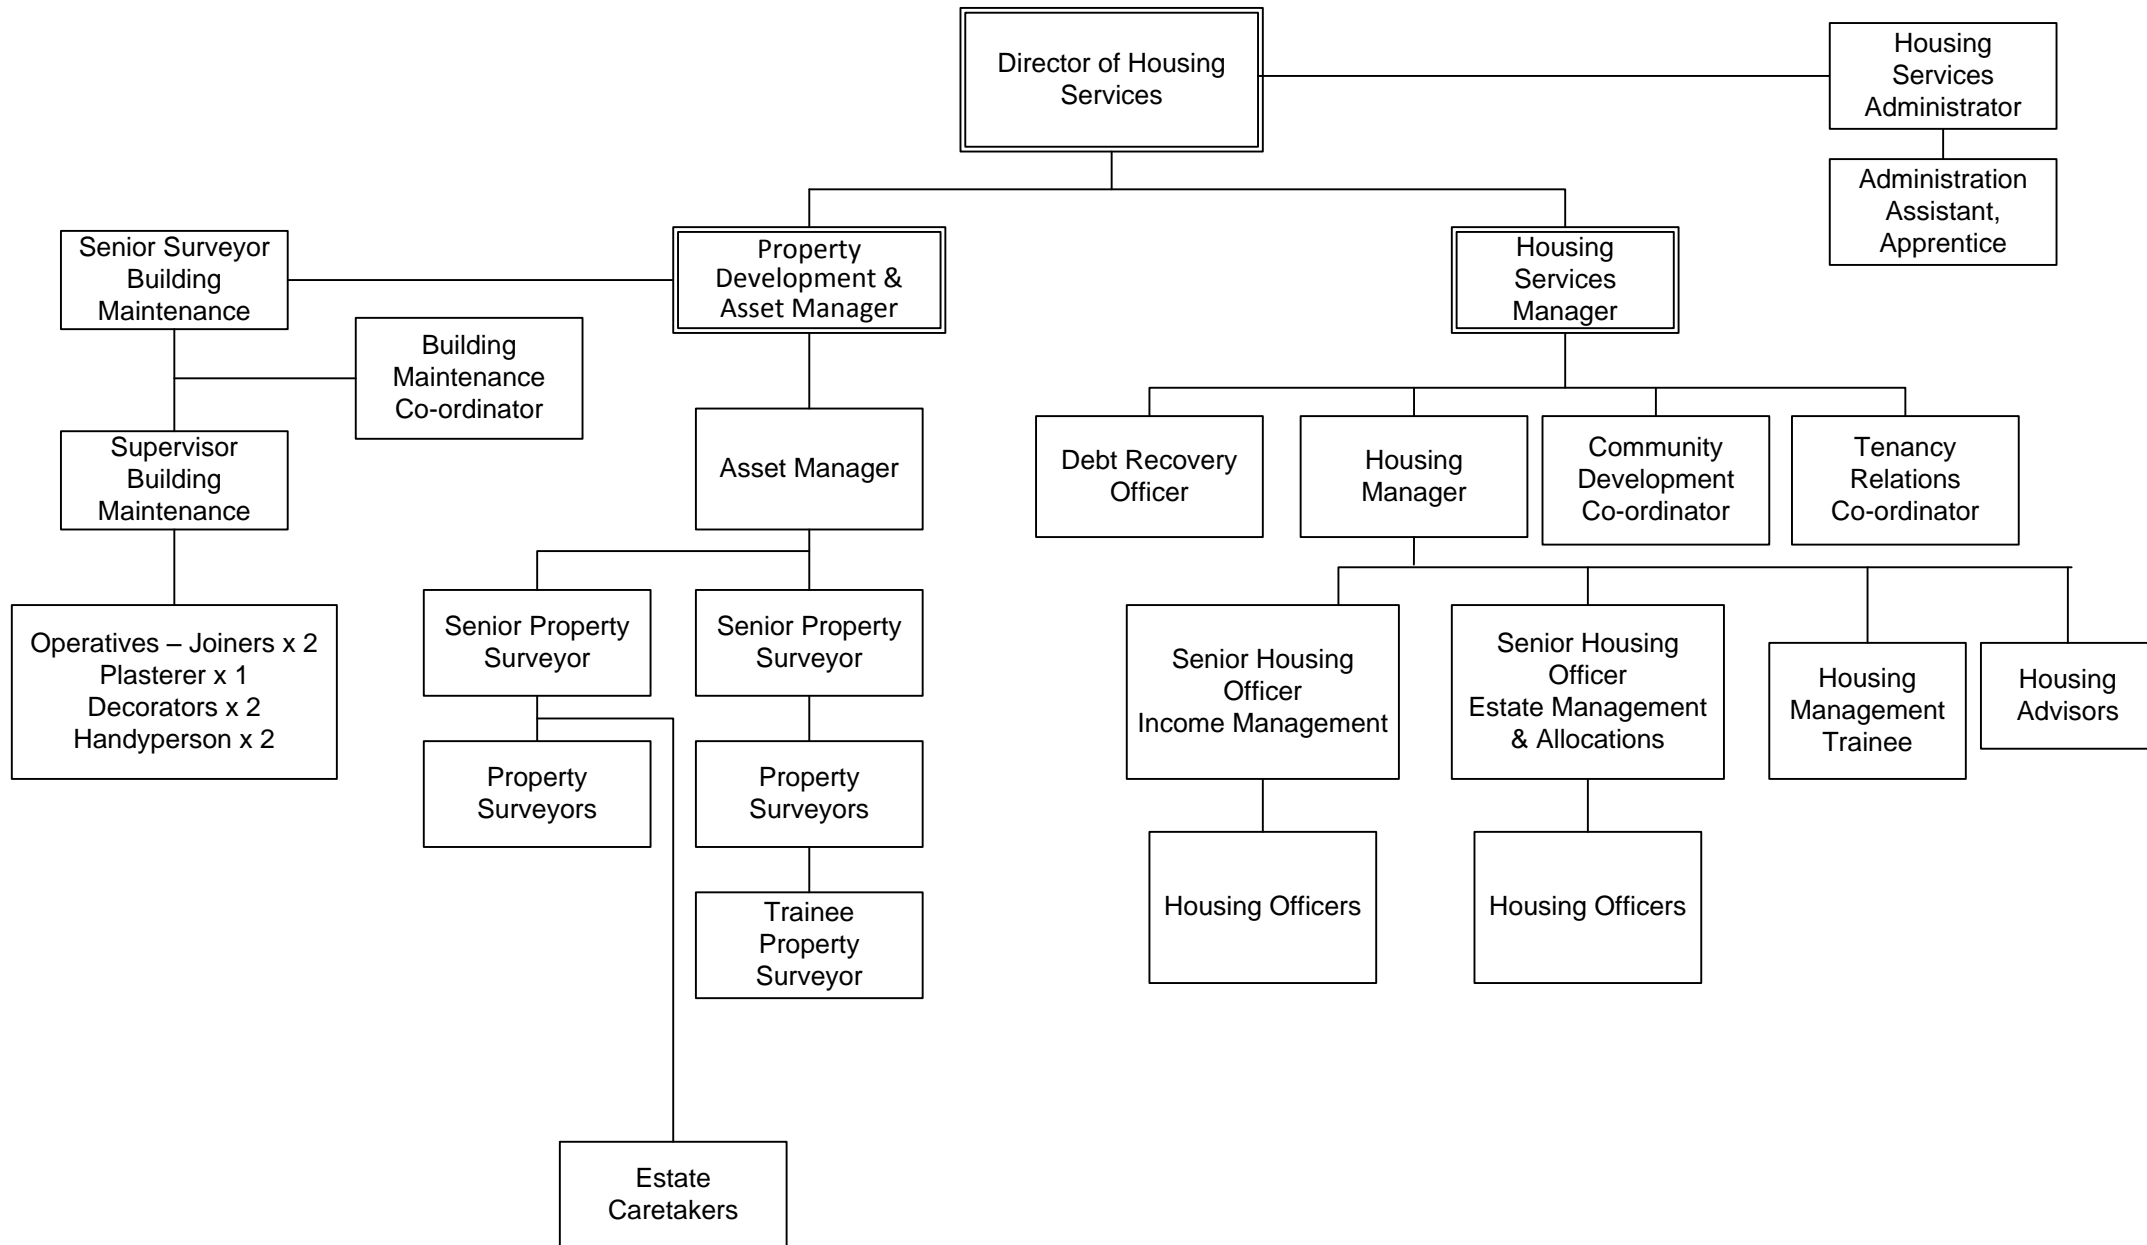 Director of Housing
Services
Housing
Services
Administrator
Administration
Assistant,
Apprentice
Senior Surveyor
Building
Maintenance
Property
Development &
Asset Manager
Housing
Services
Manager
Building
Maintenance
Co-ordinator
Supervisor
Building
Maintenance
Asset Manager
Debt Recovery
Officer
Housing
Manager
Community
Development
Co-ordinator
Tenancy
Relations
Co-ordinator
Operatives – Joiners x 2
Plasterer x 1
Decorators x 2
Handyperson x 2
Senior Property
Surveyor
Senior Property
Surveyor
Senior Housing
Officer
Income Management
Senior Housing
Officer
Estate Management
& Allocations
Housing
Management
Trainee
Housing
Advisors
Property
Surveyors
Property
Surveyors
Housing Officers
Housing Officers
Trainee
Property
Surveyor
Estate
Caretakers